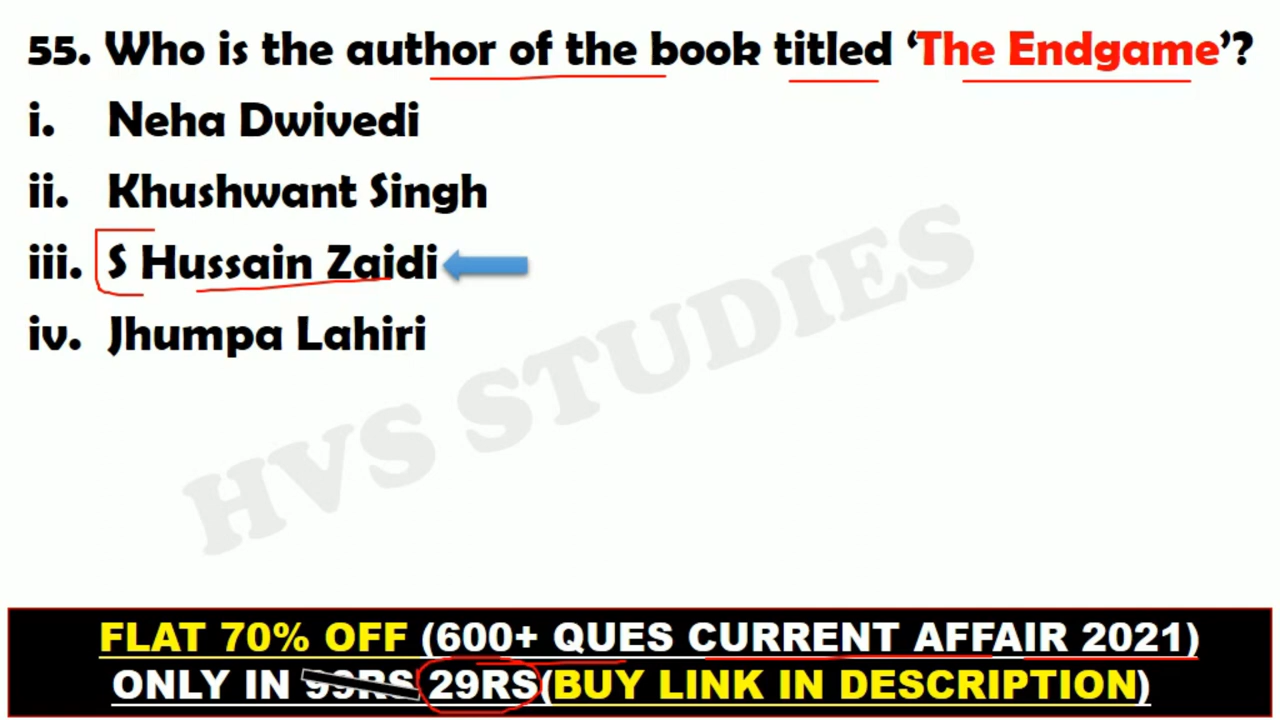 55. Who is the author of the book titled ‘The Endgame’?
i. Neha Dwivedi
ii. Khushwant Singh
iii. S Hussain Zaidi
iv. Jhumpa Lahiri
HVS STUDIES
FLAT 70% OFF (600+ QUES CURRENT AFFAIR 2021)
ONLY IN 99RS 29RS(BUY LINK IN DESCRIPTION)